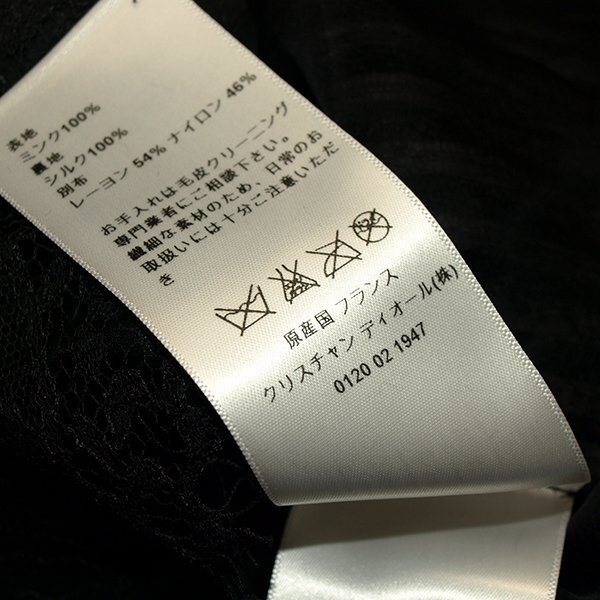 表地
ミンク100%
裏地
シルク100%
別布
レーヨン 54% ナイロン 46%
お手入れは毛皮クリーニング
専門業者にご相談下さい。
繊細な素材のため、日常のお
取扱いには十分ご注意いただ
き
原産国 フランス
クリスチャン ディオール(株)
0120 02 1947